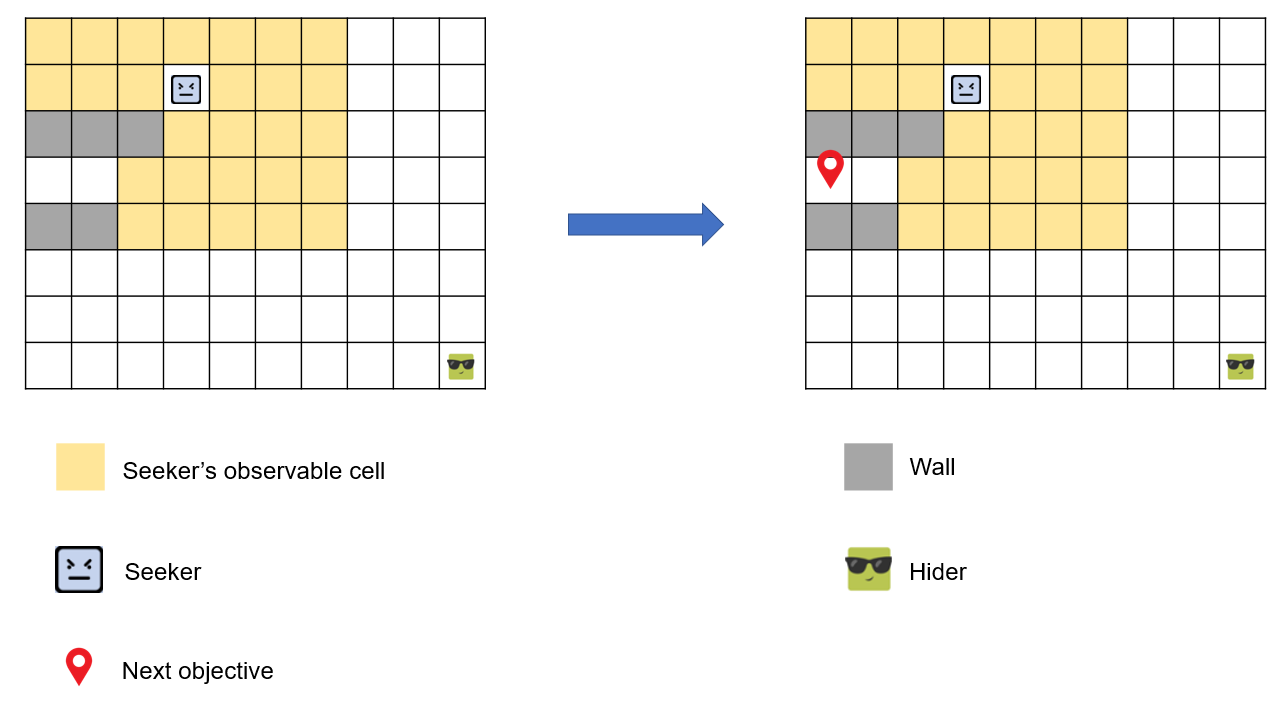 Seeker's observable cell
Wall
Seeker
Hider
Next objective